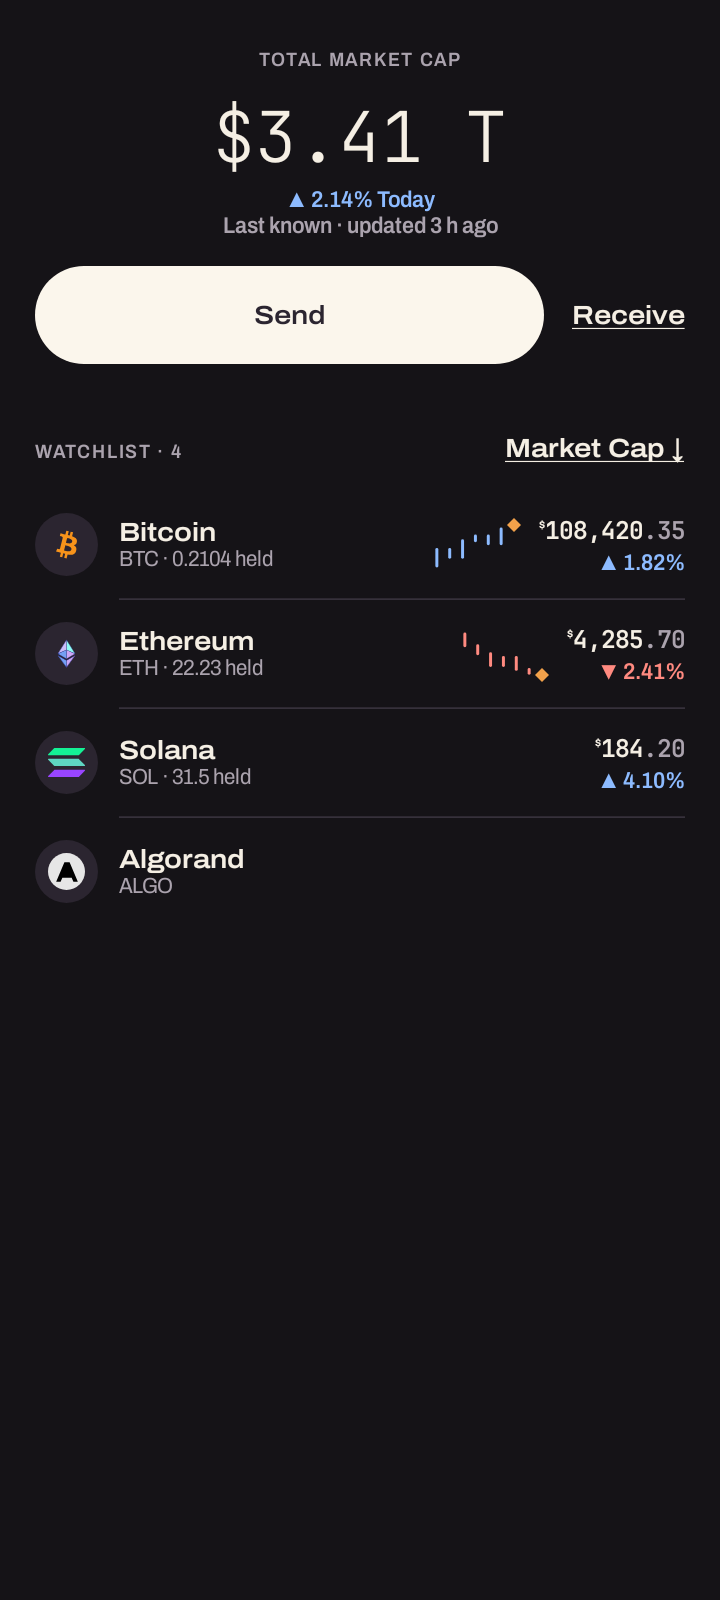 TOTAL MARKET CAP
$3.41 T
▲ 2.14% Today
Last known · updated 3 h ago
Send
Receive
WATCHLIST · 4
Market Cap ↓
Bitcoin
BTC · 0.2104 held
$108,420.35
▲ 1.82%
Ethereum
ETH · 22.23 held
$4,285.70
▼ 2.41%
Solana
SOL · 31.5 held
$184.20
▲ 4.10%
Algorand
ALGO